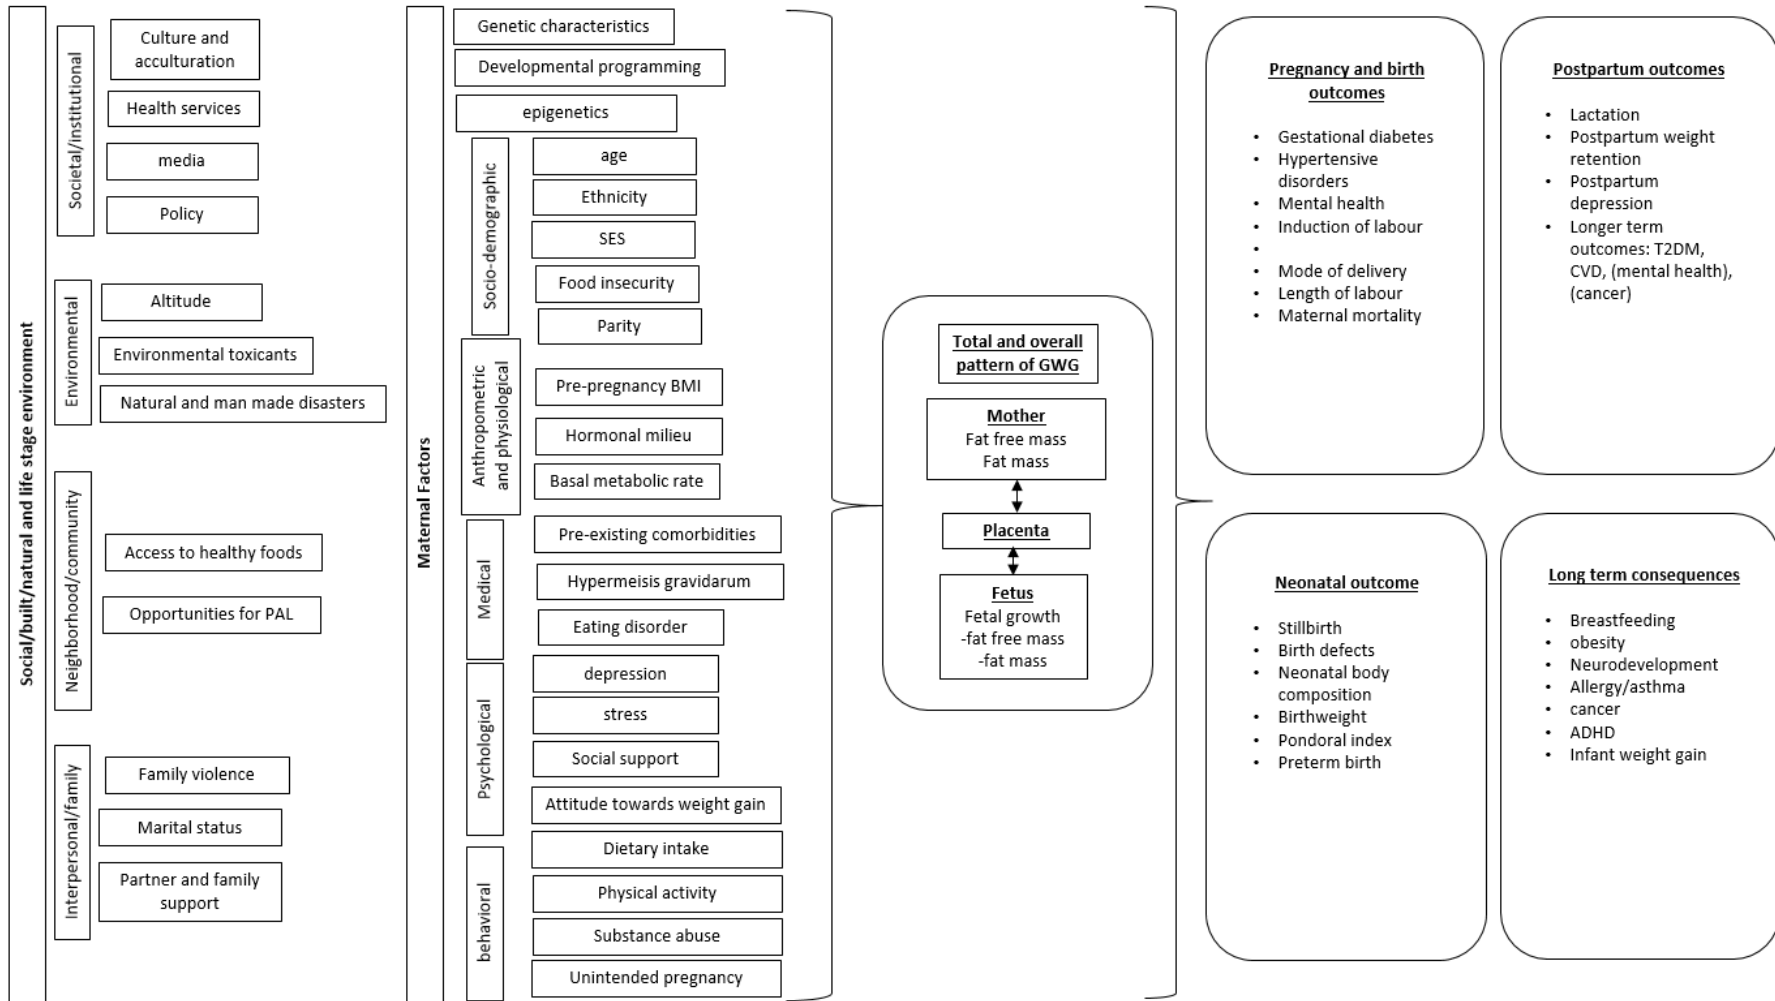 Social/built/natural and life stage environment
Societal/institutional
Culture and
acculturation
Health services
media
Policy
Environmental
Altitude
Environmental toxicants
Natural and man made disasters
Neighborhood/community
Access to healthy foods
Opportunities for PAL
Interpersonal/family
Family violence
Marital status
Partner and family
support
Maternal Factors
Genetic characteristics
Developmental programming
epigenetics
Socio-demographic
age
Ethnicity
SES
Food insecurity
Parity
Anthropometric
and physiological
Pre-pregnancy BMI
Hormonal milieu
Basal metabolic rate
Medical
Pre-existing comorbidities
Hypermeisis gravidarum
Eating disorder
Psychological
depression
stress
Social support
Attitude towards weight gain
behavioral
Dietary intake
Physical activity
Substance abuse
Unintended pregnancy
Total and overall
pattern of GWG
Mother
Fat free mass
Fat mass
Placenta
Fetus
Fetal growth
-fat free mass
-fat mass
Pregnancy and birth
outcomes
• Gestational diabetes
• Hypertensive
disorders
• Mental health
• Induction of labour
•
• Mode of delivery
• Length of labour
• Maternal mortality
Postpartum outcomes
• Lactation
• Postpartum weight
retention
• Postpartum
depression
• Longer term
outcomes: T2DM,
CVD, (mental health),
(cancer)
Neonatal outcome
• Stillbirth
• Birth defects
• Neonatal body
composition
• Birthweight
• Pondoral index
• Preterm birth
Long term consequences
• Breastfeeding
• obesity
• Neurodevelopment
• Allergy/asthma
• cancer
• ADHD
• Infant weight gain